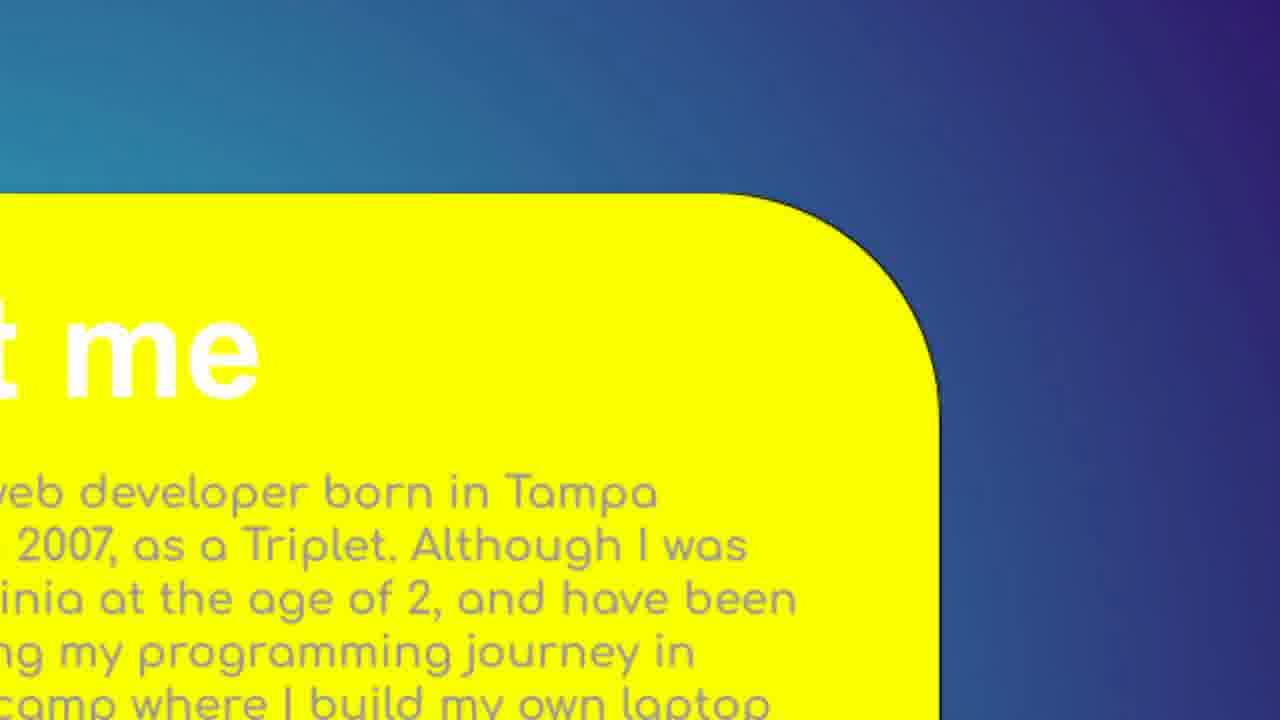 t me
web developer born in Tampa
2007, as a Triplet. Although I was
inia at the age of 2, and have been
ng my programming journey in
camp where I build my own laptop